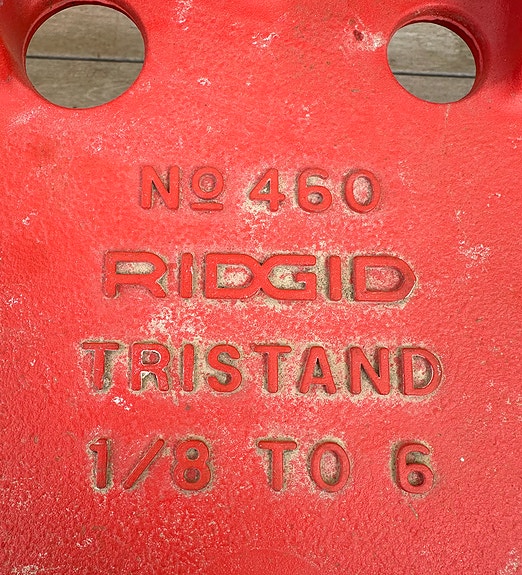 Nº 460
RIDGID
TRISTAND
1/8 TO 6